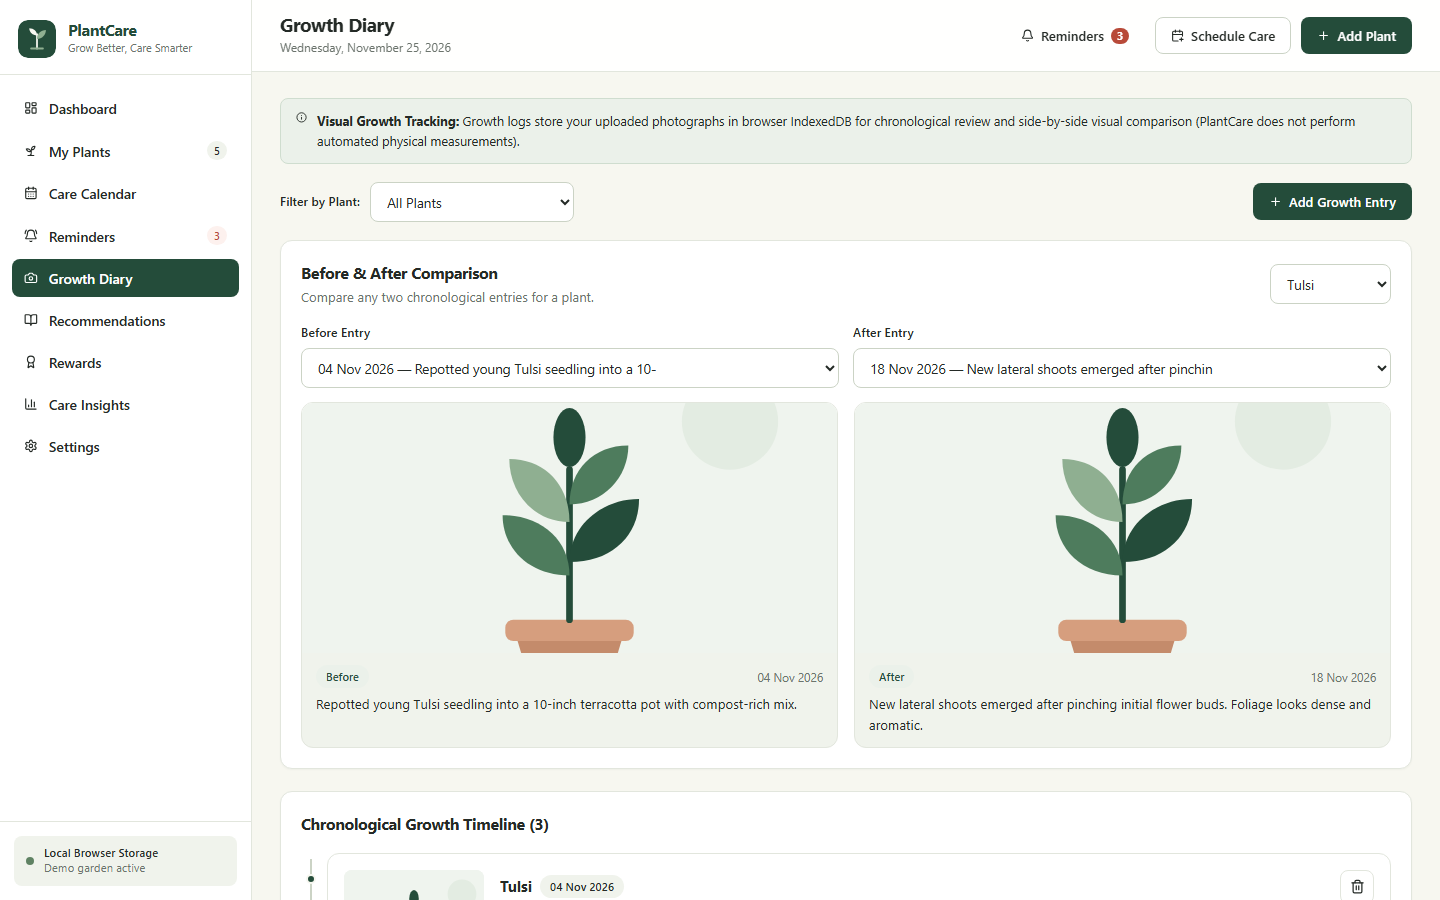 PlantCare
Grow Better, Care Smarter
Dashboard
My Plants 5
Care Calendar
Reminders 3
Growth Diary
Recommendations
Rewards
Care Insights
Settings
Local Browser Storage
Demo garden active
Growth Diary
Wednesday, November 25, 2026
Reminders 3
Schedule Care
Add Plant
Visual Growth Tracking: Growth logs store your uploaded photographs in browser IndexedDB for chronological review and side-by-side visual comparison (PlantCare does not perform
automated physical measurements).
Filter by Plant: All Plants
Add Growth Entry
Before & After Comparison
Compare any two chronological entries for a plant.
Tulsi
Before Entry
04 Nov 2026 — Repotted young Tulsi seedling into a 10-
After Entry
18 Nov 2026 — New lateral shoots emerged after pinchin
Before 04 Nov 2026
Repotted young Tulsi seedling into a 10-inch terracotta pot with compost-rich mix.
After 18 Nov 2026
New lateral shoots emerged after pinching initial flower buds. Foliage looks dense and
aromatic.
Chronological Growth Timeline (3)
Tulsi 04 Nov 2026